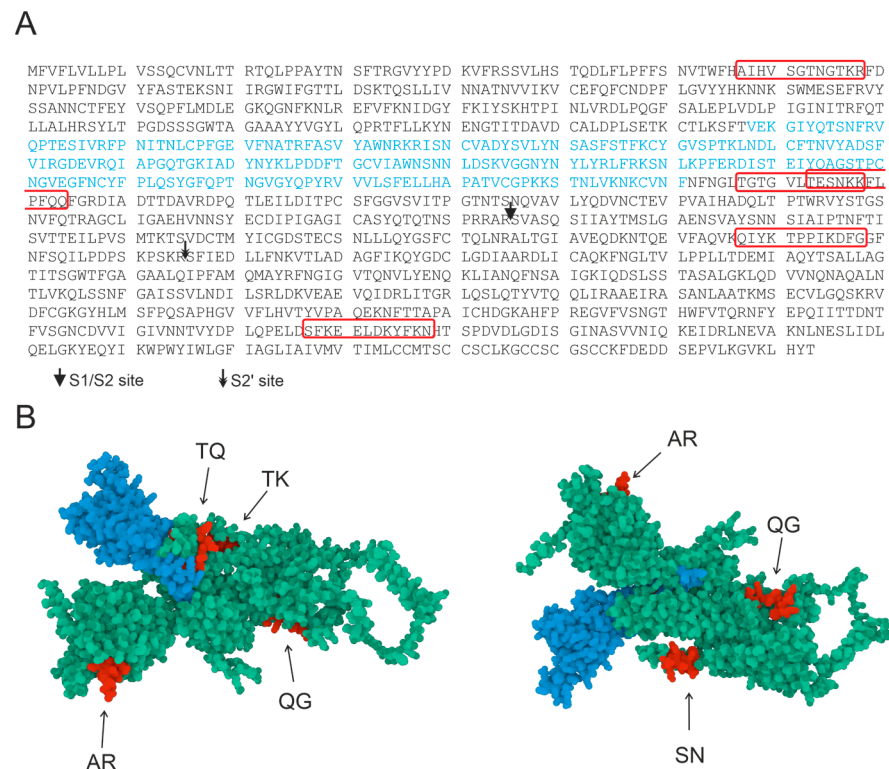 A
MFVFLVLLPL VSSQCVNLTT RTQLPPAYTN SFTRGVYYPD KVFRSSVLHS TQDLFLPFFS NVTWFHAIHV SGTNGTKRFD
NPVLPFNDGV YFASTEKSNI IRGWIFGTTL DSKTQSLLIV NNATNVVIKV CEFQFCNDPF LGVYYHKNNK SWMESEFRVY
SSANNCTFEY VSQPFLMDLE GKQGNFKNLR EFVFKNIDGY FKIYSKHTPI NLVRDLPQGF SALEPLVDLP IGINITRFQT
LLALHRSYLT PGDSSSGWTA GAAAYYVGYL QPRTFLLKYN ENGTITDAVD CALDPLSETK CTLKSFTVEK GIYQTSNFRV
QPTESIVRFP NITNLCPFGE VFNATRFASV YAWNRKRISN CVADYSVLYN SASFSTFKCY GVSPTKLNDL CFTNVYADSF
VIRGDEVRQI APGQTGKIAD YNYKLPDDFT GCVIAWNSNN LDSKVGGNYN YLYRLFRKSN LKPFERDIST EIYQAGSTPC
NGVEGFNCYF PLQSYGFQPT NGVGYQPYRV VVLSFELLHA PATVCGPKKS TNLVKNKCVN FNFNGLTGTG VLTESNKKFL
PFQQFGRDIA DTTDAVRDPQ TLEILDITPC SFGGVSVITP GTNTSNQVAV LYQDVNCTEV PVAIHADQLT PTWRVYSTGS
NVFQTRAGCL IGAEHVNNSY ECDIPIGAGI CASYQTQTNS PRRARSVASQ SIIAYTMSLG AENSVAYSNN SIAIPTNFTI
SVTTEILPVS MTKTSVDCTM YICGDSTECS NLLLQYGSFC TQLNRALTGI AVEQDKNTQE VFAQVKQIYK TPPIKDFGGF
NFSQILPDPS KPSKRSFIED LLFNKVTLAD AGFIKQYGDC LGDIAARDLI CAQKFNGLTV LPPLLTDEMI AQYTSALLAG
TITSGWTFGA GAALQIPFAM QMAYRFNGIG VTQNVLYENQ KLIANQFNSA IGKIQDSLSS TASALGKLQD VVNQNAQALN
TLVKQLSSNF GAISSVLNDI LSRLDKVEAE VQIDRLITGR LQSLQTYVTQ QLIRAAEIRA SANLAATKMS ECVLGQSKRV
DFCGKGYHLM SFPQSAPHGV VFLHVTYVPA QEKNFTTAPA ICHDGKAHFP REGVFVSNGT HWFVTQRNFY EPQIITTDNT
FVSGNCDVVI GIVNNTVYDP LQPELDSFKE ELDKYFKNHT SPDVDLGDIS GINASVVNIQ KEIDRLNEVA KNLNESLIDL
QELGKYEQYI KWPWYIWLGF IAGLIAIVMV TIMLCCMTSC CSCLKGCCSC GSCCKFDEDD SEPVLKGVKL HYT
S1/S2 site S2' site
B
TQ
TK
QG
AR
AR
QG
SN